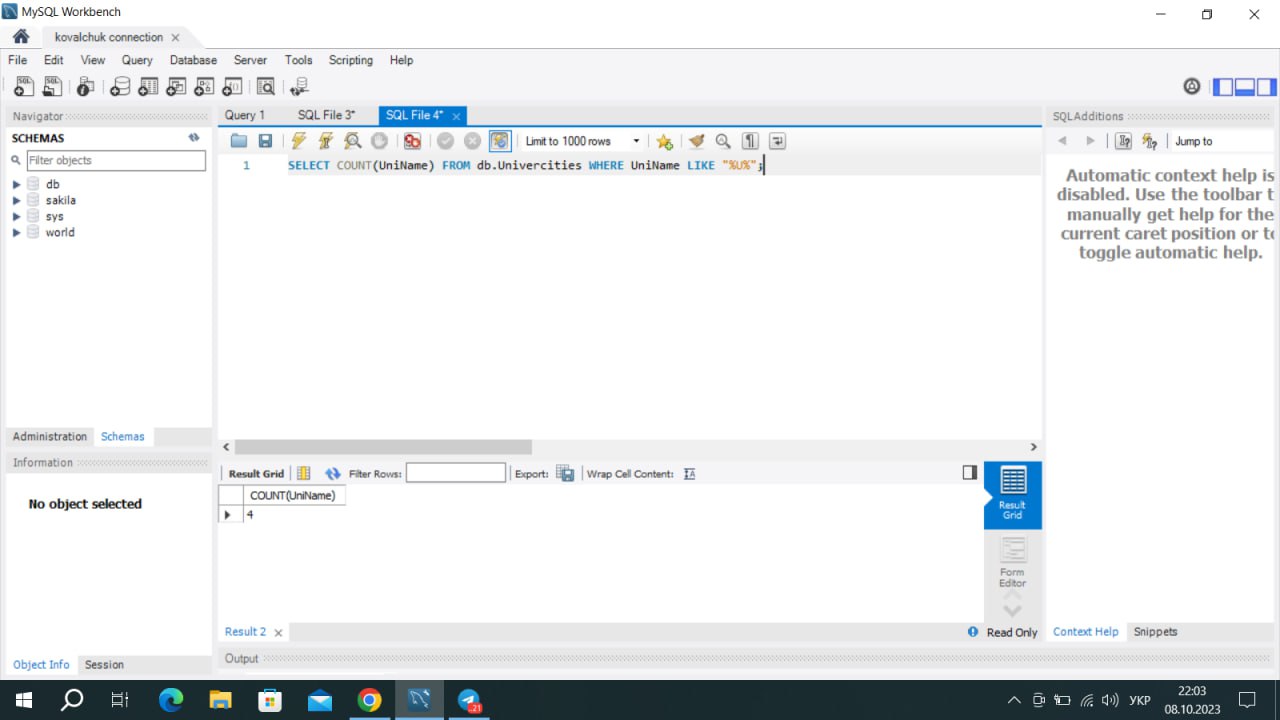 MySQL Workbench
kovalchuk connection
File Edit View Query Database Server Tools Scripting Help
Navigator
SCHEMAS
Filter objects
db
sakila
sys
world
Administration Schemas
Information
No object selected
Object Info Session
Query 1 SQL File 3* SQL File 4*
Limit to 1000 rows
1 SELECT COUNT(UniName) FROM db.Univercities WHERE UniName LIKE "%U%";
Result Grid Filter Rows: Export: Wrap Cell Content:
COUNT(UniName)
4
Result
Grid
Form
Editor
Result 2 Read Only
Output
SQLAdditions
Jump to
Automatic context help is
disabled. Use the toolbar t
manually get help for the
current caret position or to
toggle automatic help.
Context Help Snippets
21
УКР
22:03
08.10.2023